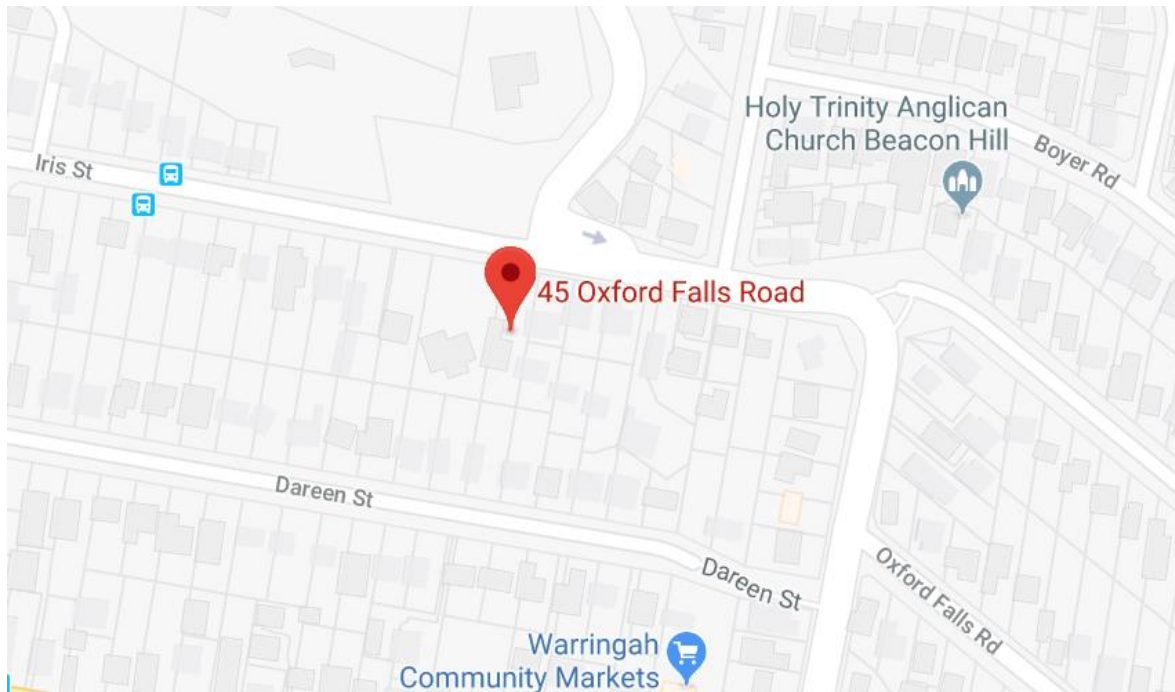 Holy Trinity Anglican
Church Beacon Hill
Boyer Rd
Iris St
45 Oxford Falls Road
Dareen St
Dareen St
Oxford Falls Rd
Warringah
Community Markets